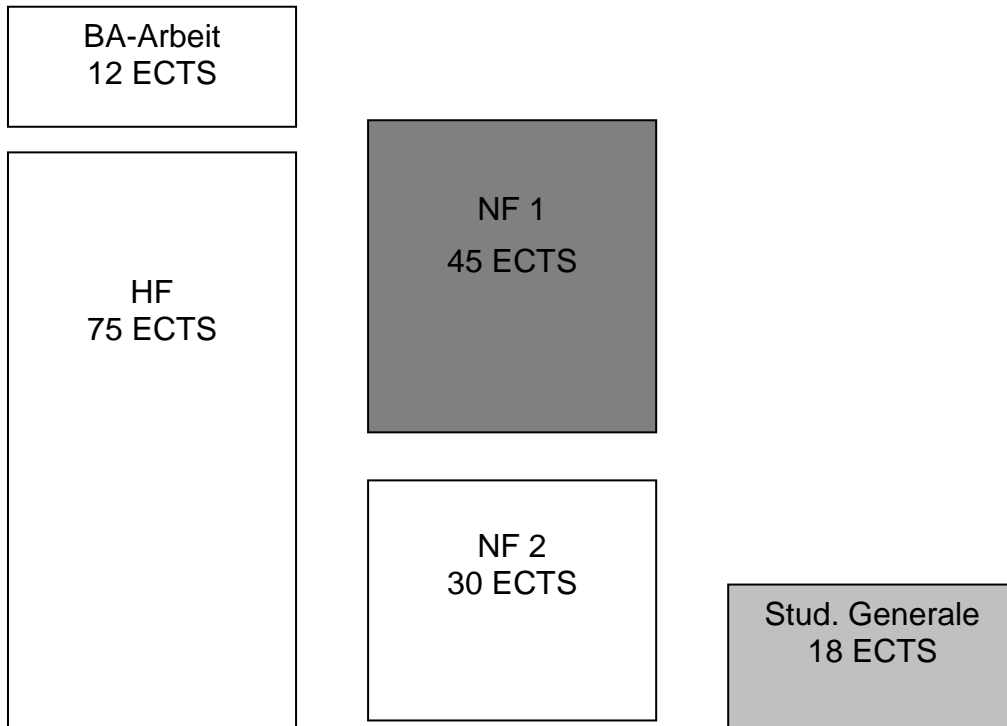 BA-Arbeit
12 ECTS
HF
75 ECTS
NF 1
45 ECTS
NF 2
30 ECTS
Stud. Generale
18 ECTS